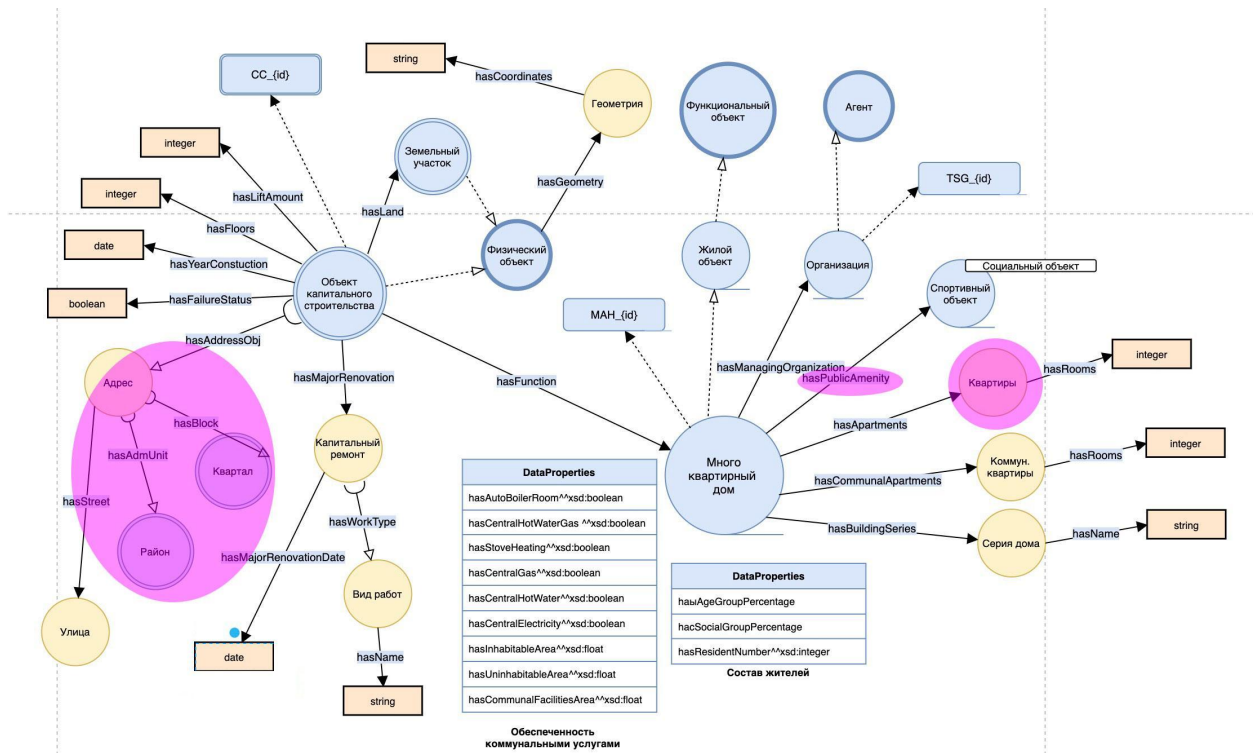 string
CC_{id}
hasCoordinates
Геометрия
Функциональный
объект
Агент
integer
Земельный
участок
hasLiftAmount
TSG_{id}
integer
hasGeometry
hasLand
hasFloors
date
hasYearConstuction
Физический
объект
Жилой
объект
Организация
Социальный объект
Объект
капитального
строительства
Спортивный
объект
boolean
hasFailureStatus
MAH_{id}
hasAddressObj
integer
hasManagingOrganization
hasRooms
hasMajorRenovation
hasFunction
hasPublicAmenity
Адрес
Квартиры
hasBlock
hasApartments
Капитальный
ремонт
integer
hasAdmUnit
Квартал
Много
квартирный
дом
Коммун.
квартиры
hasRooms
hasCommunalApartments
hasStreet
DataProperties
hasAutoBoilerRoom^^xsd:boolean
hasCentralHotWaterGas ^^xsd:boolean
hasStoveHeating^^xsd:boolean
hasCentralGas^^xsd:boolean
hasCentralHotWater^^xsd:boolean
hasCentralElectricity^^xsd:boolean
hasInhabitableArea^^xsd:float
hasUninhabitableArea^^xsd:float
hasCommunalFacilitiesArea^^xsd:float
Обеспеченность
коммунальными услугами
hasWorkType
hasBuildingSeries
Серия дома
hasName
string
Район
hasMajorRenovationDate
DataProperties
haыAgeGroupPercentage
hacSocialGroupPercentage
hasResidentNumber^^xsd:integer
Состав жителей
Вид работ
Улица
date
hasName
string